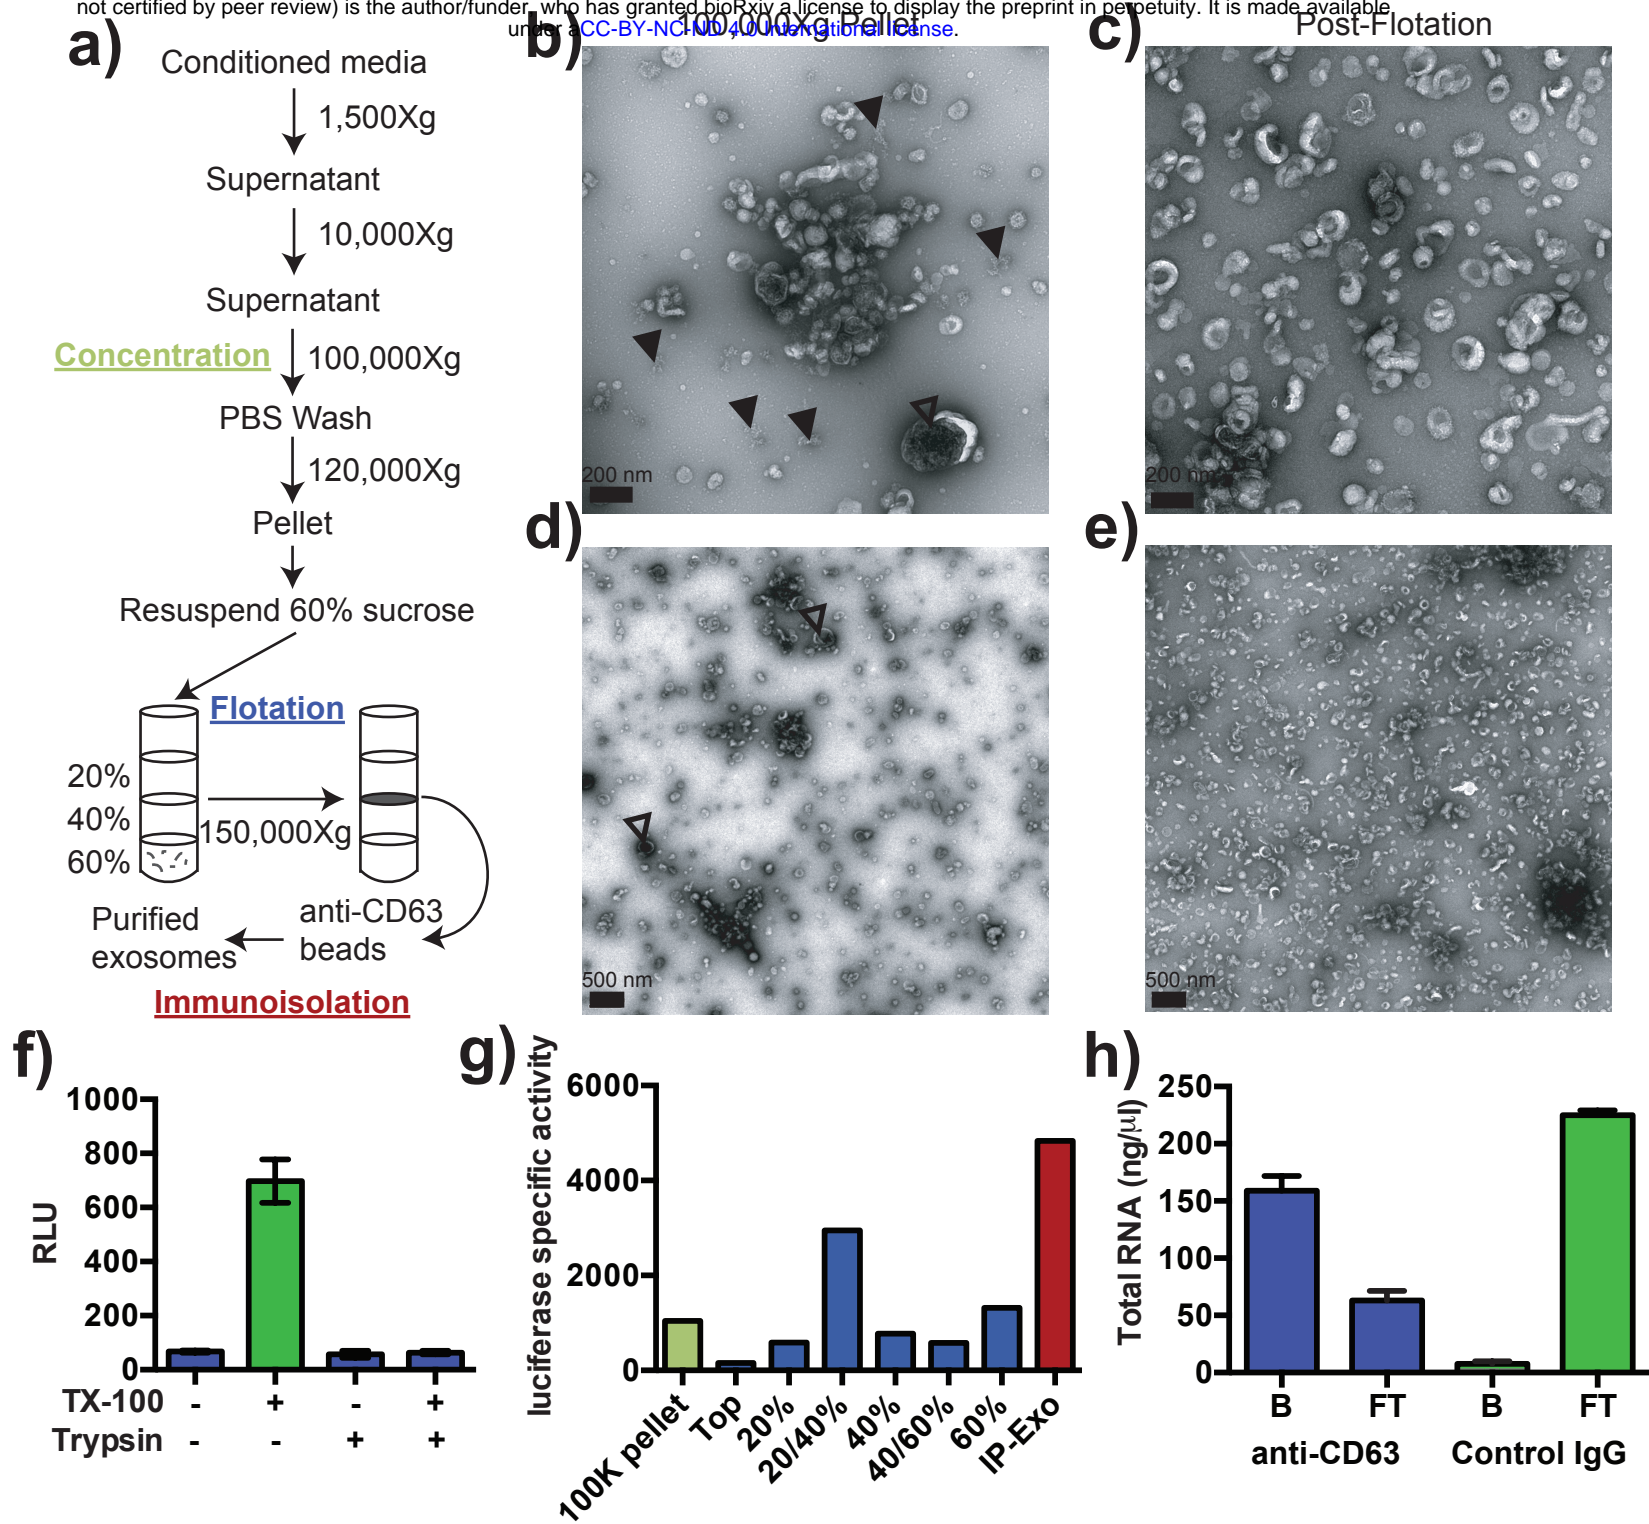 not certified by peer review) is the author/funder, who has granted bioRxiv a license to display the preprint in perpetuity. It is made available
under aCC-BY-NC-ND 4.0 International license.
a)
Conditioned media
1,500Xg
Supernatant
10,000Xg
Supernatant
Concentration
100,000Xg
PBS Wash
120,000Xg
Pellet
Resuspend 60% sucrose
Flotation
20%
40%
60%
150,000Xg
anti-CD63
beads
Purified
exosomes
Immunoisolation
b)
100,000Xg Pellet
200 nm
c)
Post-Flotation
200 nm
d)
500 nm
e)
500 nm
f)
RLU
1000
800
600
400
200
0
TX-100 - + - +
Trypsin - - + +
g)
luciferase specific activity
6000
4000
2000
0
100K pellet
Top
20%
20/40%
40%
40/60%
60%
IP-Exo
h)
Total RNA (ng/µl)
250
200
150
100
50
0
B FT B FT
anti-CD63 Control IgG